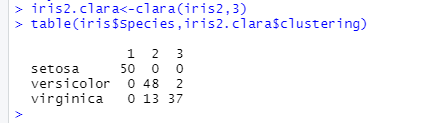 > iris2.clara<-clara(iris2,3)
> table(iris$Species,iris2.clara$clustering)
1 2 3
setosa 50 0 0
versicolor 0 48 2
virginica 0 13 37
>